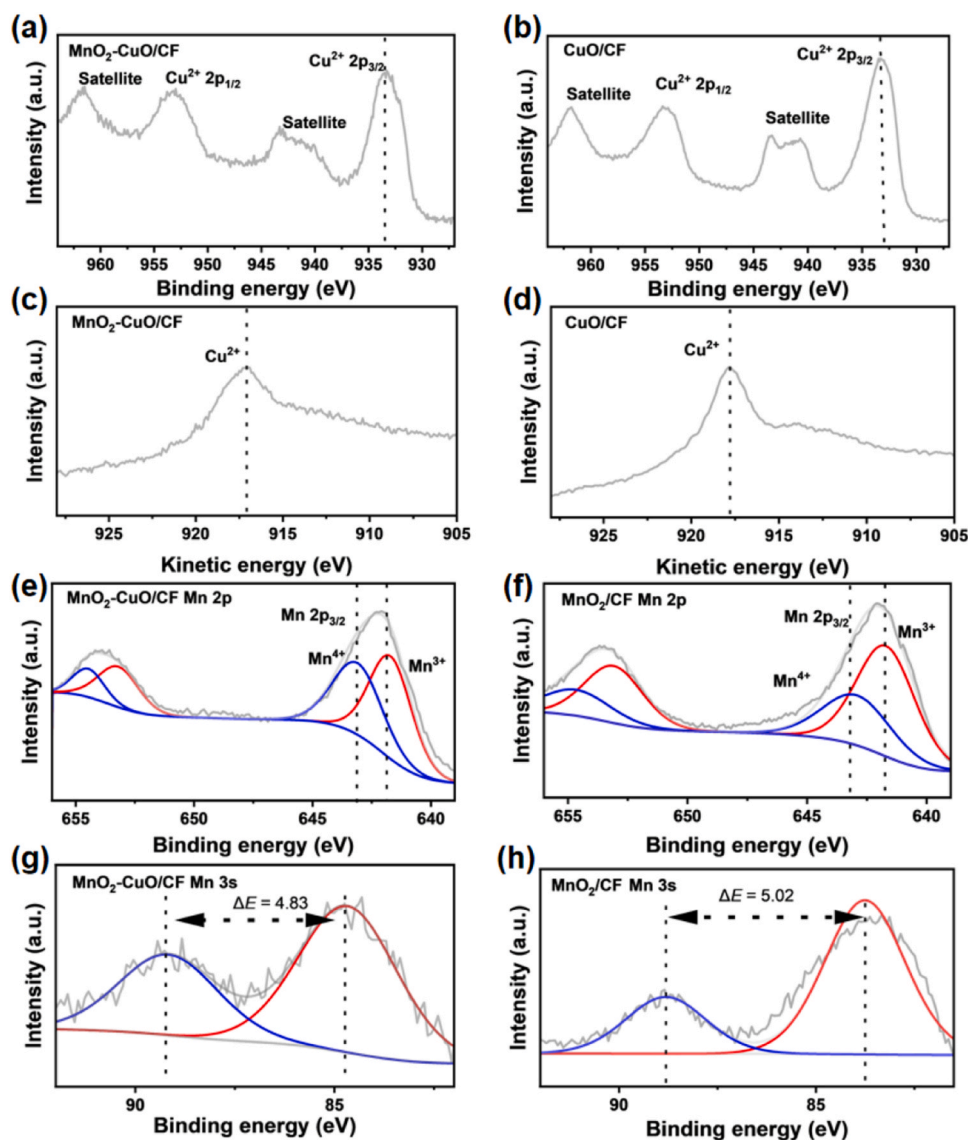 (a)
MnO₂-CuO/CF
Satellite
Cu²⁺ 2p₁/₂
Satellite
Cu²⁺ 2p₃/₂
Intensity (a.u.)
960 955 950 945 940 935 930
Binding energy (eV)
(b)
CuO/CF
Satellite
Cu²⁺ 2p₁/₂
Satellite
Cu²⁺ 2p₃/₂
Intensity (a.u.)
960 955 950 945 940 935 930
Binding energy (eV)
(c)
MnO₂-CuO/CF
Cu²⁺
Intensity (a.u.)
925 920 915 910 905
Kinetic energy (eV)
(d)
CuO/CF
Cu²⁺
Intensity (a.u.)
925 920 915 910 905
Kinetic energy (eV)
(e)
MnO₂-CuO/CF Mn 2p
Mn 2p₃/₂
Mn⁴⁺
Mn³⁺
Intensity (a.u.)
655 650 645 640
Binding energy (eV)
(f)
MnO₂/CF Mn 2p
Mn 2p₃/₂
Mn³⁺
Mn⁴⁺
Intensity (a.u.)
655 650 645 640
Binding energy (eV)
(g)
MnO₂-CuO/CF Mn 3s
ΔE = 4.83
Intensity (a.u.)
90 85
Binding energy (eV)
(h)
MnO₂/CF Mn 3s
ΔE = 5.02
Intensity (a.u.)
90 85
Binding energy (eV)